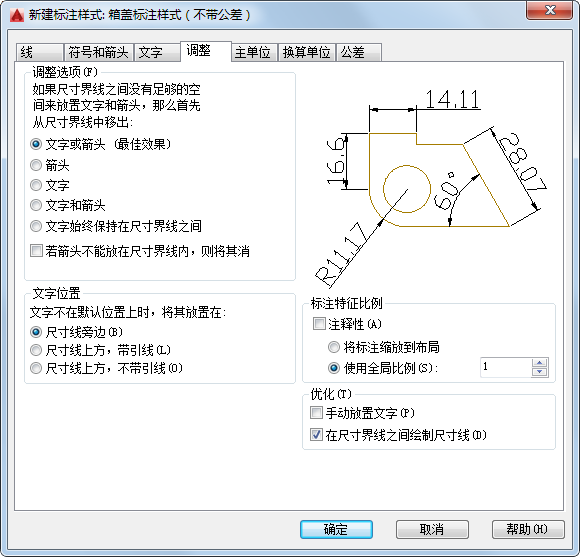 新建标注样式: 箱盖标注样式（不带公差）
线
符号和箭头
文字
调整
主单位
换算单位
公差
调整选项(F)
如果尺寸界线之间没有足够的空
间来放置文字和箭头，那么首先
从尺寸界线中移出:
文字或箭头 (最佳效果)
箭头
文字
文字和箭头
文字始终保持在尺寸界线之间
若箭头不能放在尺寸界线内，则将其消
文字位置
文字不在默认位置上时，将其放置在:
尺寸线旁边(B)
尺寸线上方，带引线(L)
尺寸线上方，不带引线(O)
14.11
16.6
28.07
60°
R11.17
标注特征比例
注释性(A)
将标注缩放到布局
使用全局比例(S):
1
优化(T)
手动放置文字(P)
在尺寸界线之间绘制尺寸线(D)
确定
取消
帮助(H)